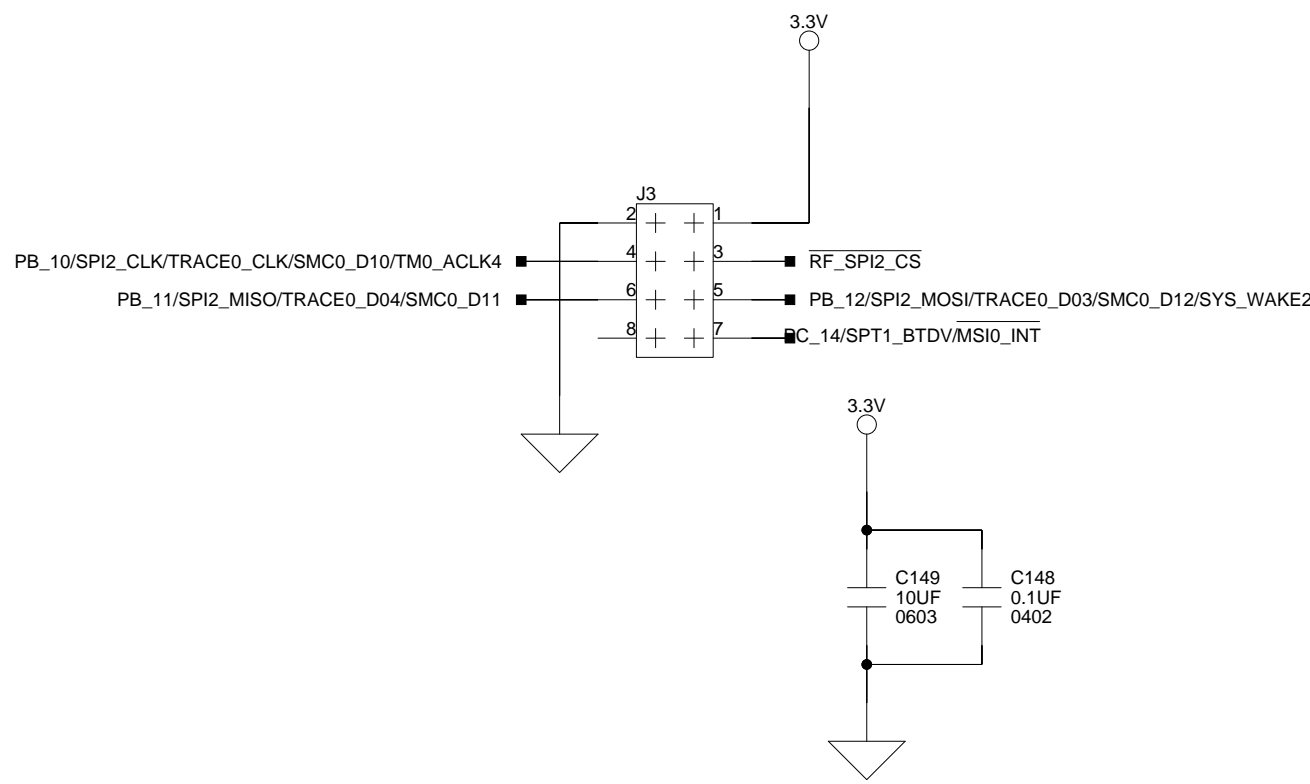 3.3V
J3
2 1
PB_10/SPI2_CLK/TRACE0_CLK/SMC0_D10/TM0_ACLK4 4 3 RF_SPI2_CS
PB_11/SPI2_MISO/TRACE0_D04/SMC0_D11 6 5 PB_12/SPI2_MOSI/TRACE0_D03/SMC0_D12/SYS_WAKE2
8 7 PC_14/SPT1_BTDV/MSI0_INT
3.3V
C149
10UF
0603
C148
0.1UF
0402